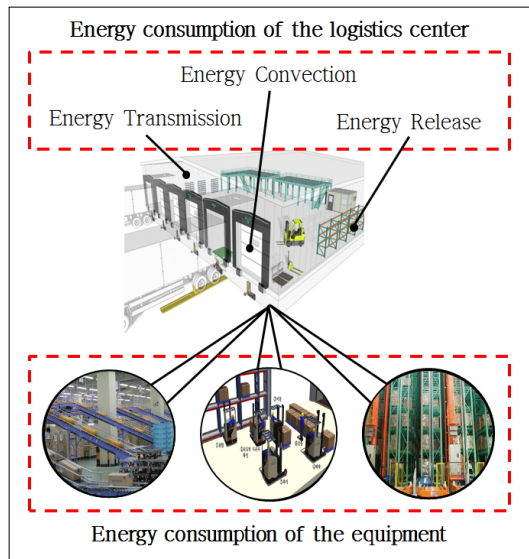 Energy consumption of the logistics center
Energy Convection
Energy Transmission
Energy Release
Energy consumption of the equipment